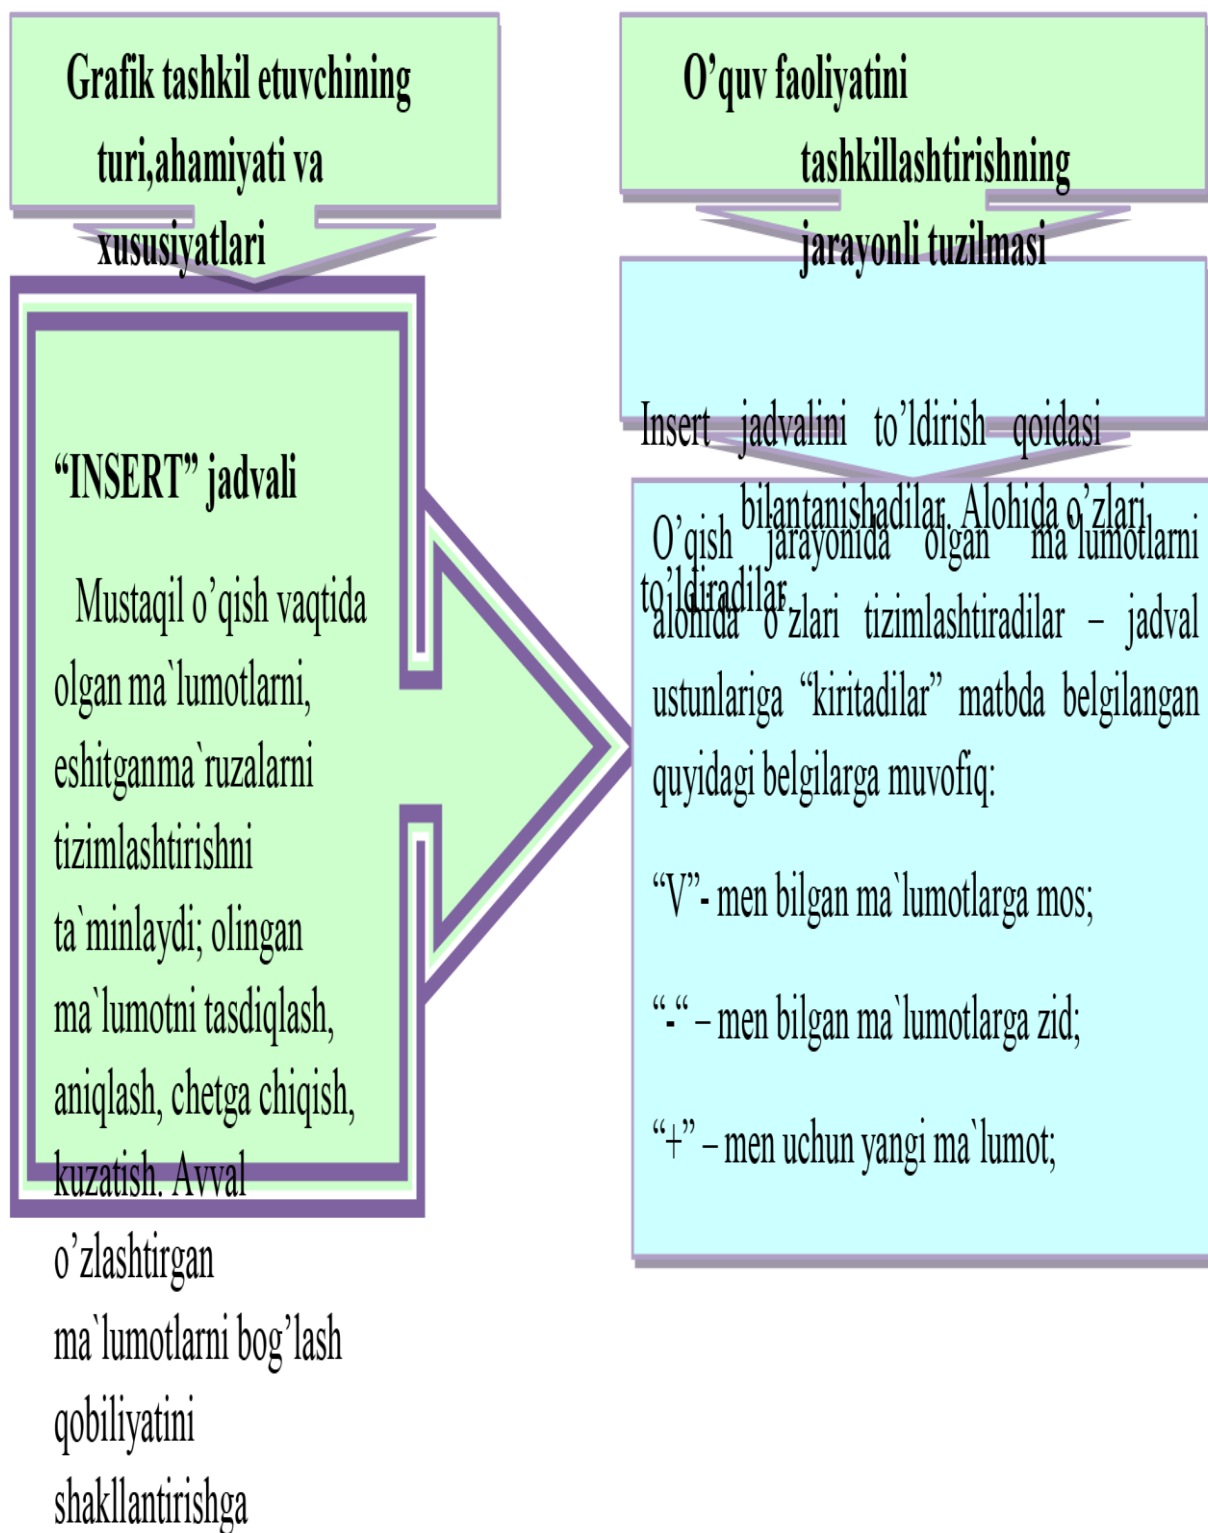 Grafik tashkil etuvchining
turi,ahamiyati va
xususiyatlari
“INSERT” jadvali
Mustaqil o’qish vaqtida
olgan ma`lumotlarni,
eshitganma`ruzalarni
tizimlashtirishni
ta`minlaydi; olingan
ma`lumotni tasdiqlash,
aniqlash, chetga chiqish,
kuzatish. Avval
o’zlashtirgan
ma`lumotlarni bog’lash
qobiliyatini
shakllantirishga
O’quv faoliyatini
tashkillashtirishning
jarayonli tuzilmasi
Insert jadvalini to’ldirish qoidasi
bilantanishadilar. Alohida o’zlari
to’ldiradilar.
O’qish jarayonida olgan ma`lumotlarni
alohida o’zlari tizimlashtiradilar – jadval
ustunlariga “kiritadilar” matbda belgilangan
quyidagi belgilarga muvofiq:
“V”- men bilgan ma`lumotlarga mos;
“-“ – men bilgan ma`lumotlarga zid;
“+” – men uchun yangi ma`lumot;